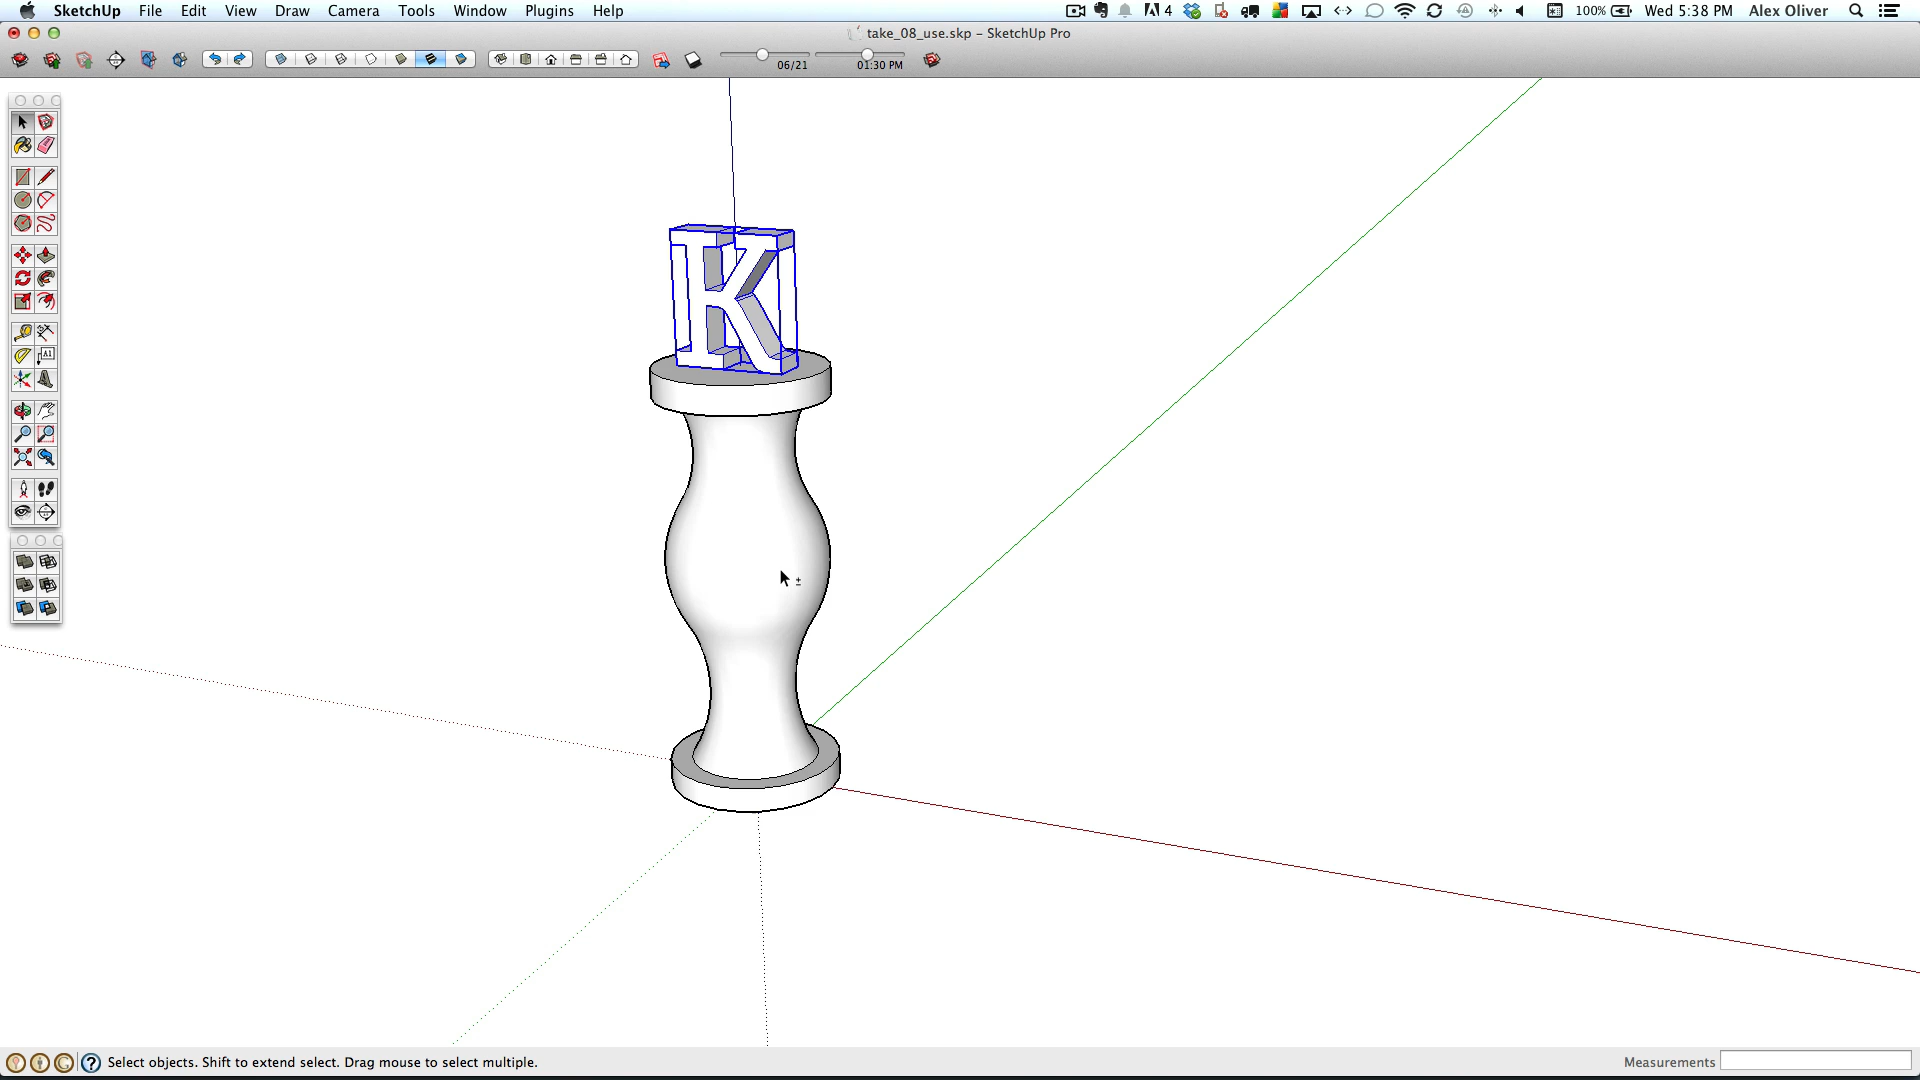 SketchUp File Edit View Draw Camera Tools Window Plugins Help 4 100% Wed 5:38 PM Alex Oliver
take_08_use.skp – SketchUp Pro
06/21 01:30 PM
A1
K
Select objects. Shift to extend select. Drag mouse to select multiple. Measurements